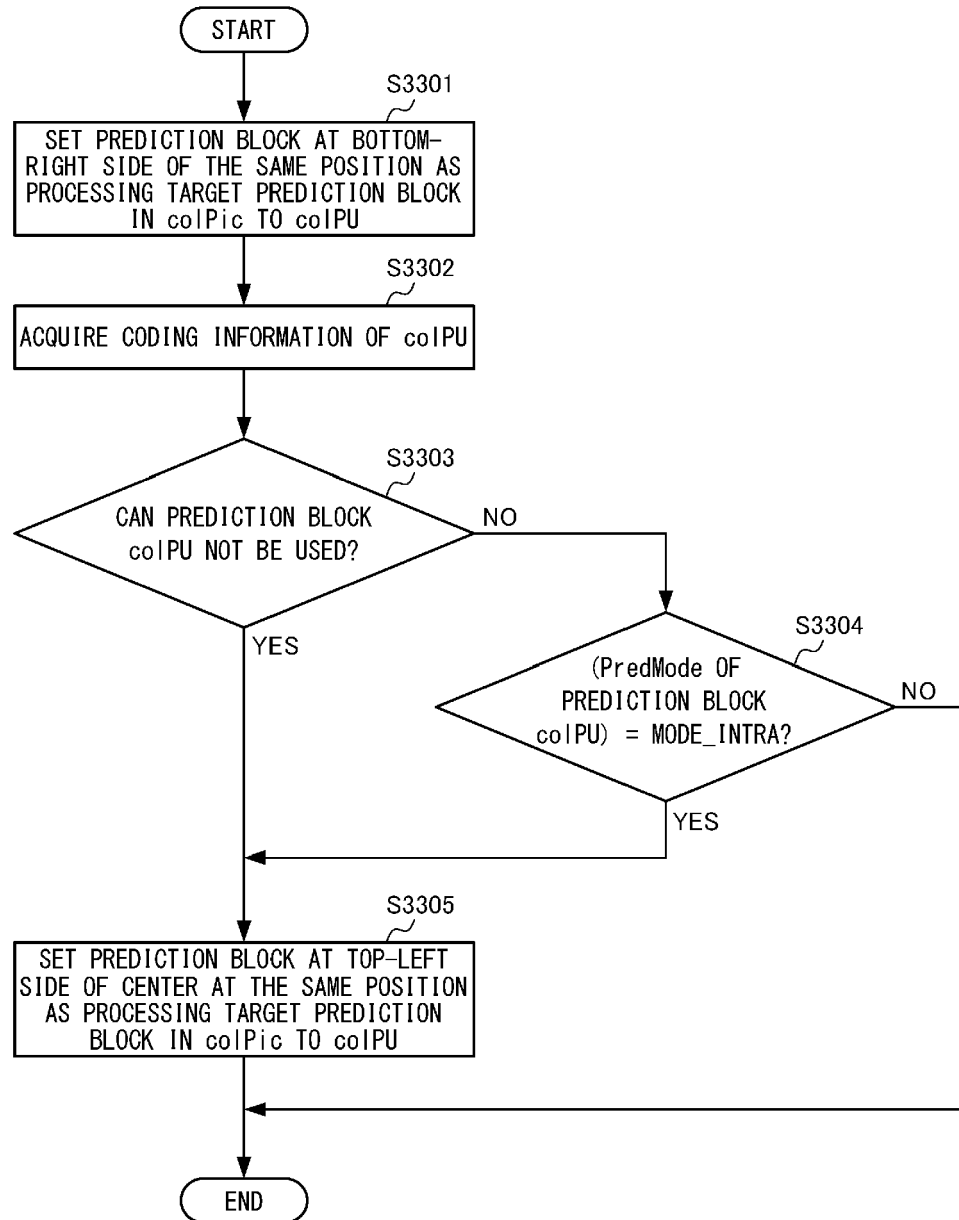 START
S3301
SET PREDICTION BLOCK AT BOTTOM-
RIGHT SIDE OF THE SAME POSITION AS
PROCESSING TARGET PREDICTION BLOCK
IN colPic TO colPU
S3302
ACQUIRE CODING INFORMATION OF colPU
S3303
CAN PREDICTION BLOCK
colPU NOT BE USED?
NO
YES
S3304
(PredMode OF
PREDICTION BLOCK
colPU) = MODE_INTRA?
NO
YES
S3305
SET PREDICTION BLOCK AT TOP-LEFT
SIDE OF CENTER AT THE SAME POSITION
AS PROCESSING TARGET PREDICTION
BLOCK IN colPic TO colPU
END